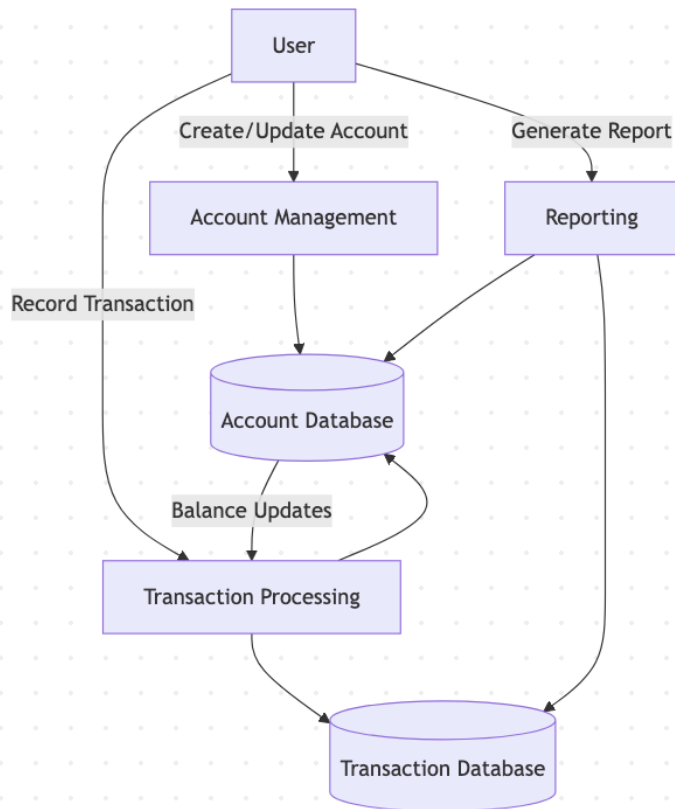 User
Create/Update Account
Generate Report
Account Management
Reporting
Record Transaction
Account Database
Balance Updates
Transaction Processing
Transaction Database